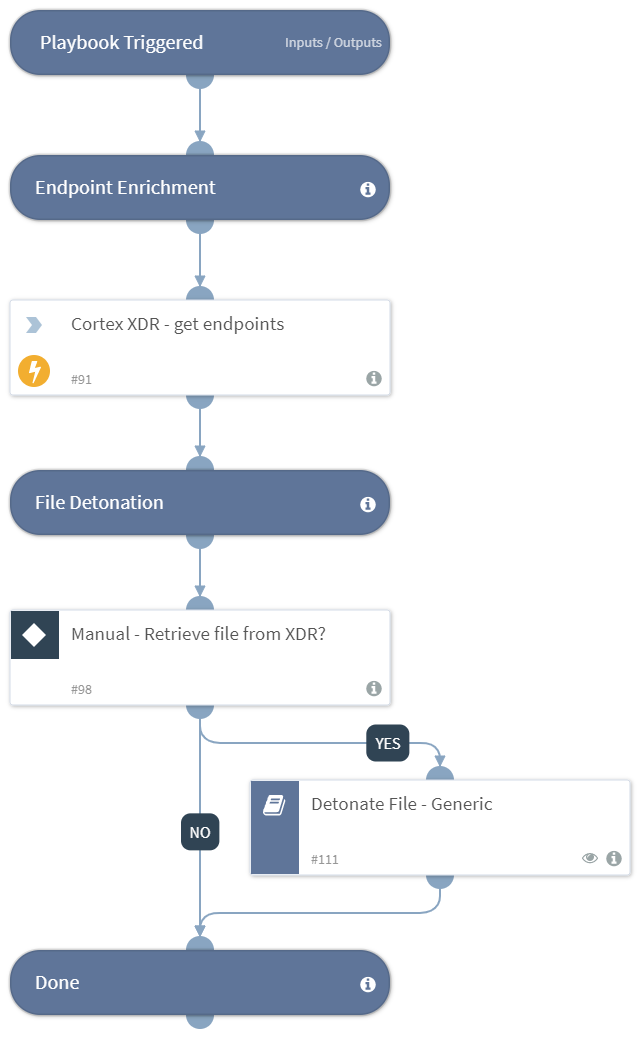 Playbook Triggered
Inputs / Outputs
Endpoint Enrichment
Cortex XDR - get endpoints
#91
File Detonation
Manual - Retrieve file from XDR?
#98
YES
Detonate File - Generic
NO
#111
Done